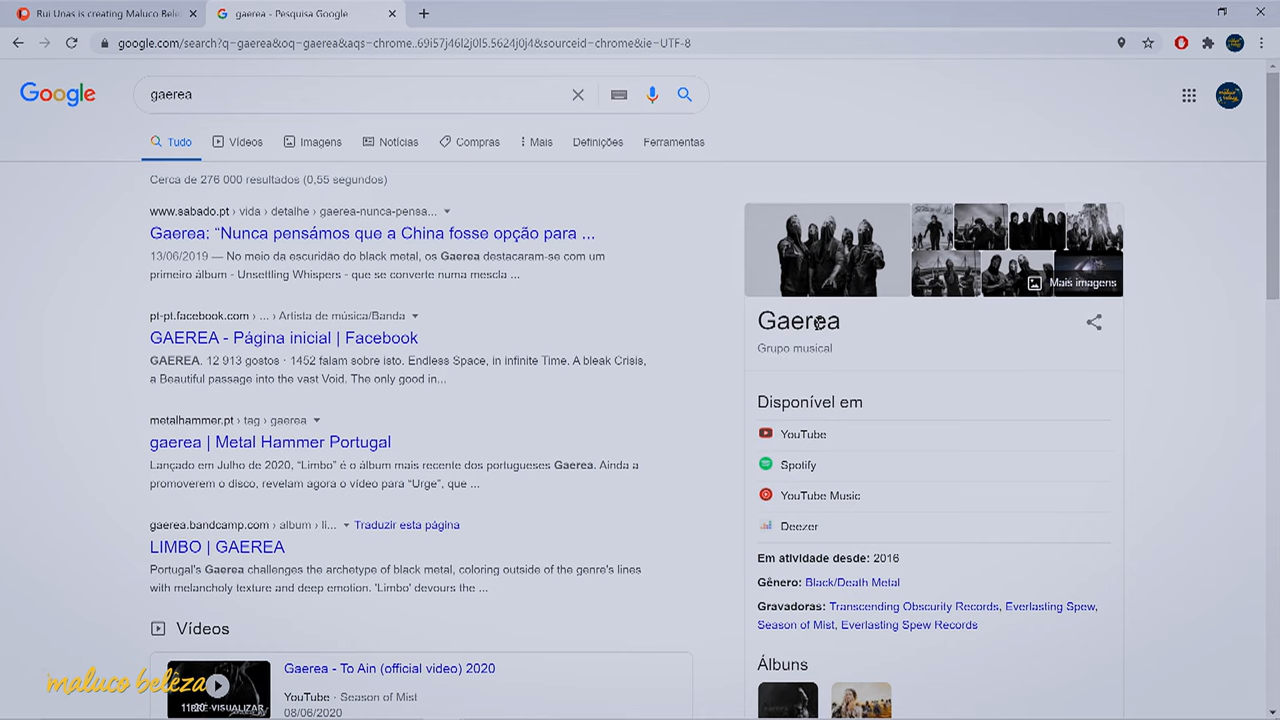 Rui Unas is creating Maluco Bele
gaerea - Pesquisa Google
google.com/search?q=gaerea&oq=gaerea&aqs=chrome..69i57j46l2j0l5.5624j0j4&sourceid=chrome&ie=UTF-8
Google
gaerea
Tudo
Vídeos
Imagens
Notícias
Compras
Mais
Definições
Ferramentas
Cerca de 276 000 resultados (0,55 segundos)
www.sabado.pt › vida › detalhe › gaerea-nunca-pensa...
Gaerea: “Nunca pensámos que a China fosse opção para ...
13/06/2019 — No meio da escuridão do black metal, os Gaerea destacaram-se com um
primeiro álbum - Unsettling Whispers - que se converte numa mescla ...
pt-pt.facebook.com › ... › Artista de música/Banda
GAEREA - Página inicial | Facebook
GAEREA. 12 913 gostos · 1452 falam sobre isto. Endless Space, in infinite Time. A bleak Crisis,
a Beautiful passage into the vast Void. The only good in...
metalhammer.pt › tag › gaerea
gaerea | Metal Hammer Portugal
Lançado em Julho de 2020, “Limbo” é o álbum mais recente dos portugueses Gaerea. Ainda a
promoverem o disco, revelam agora o vídeo para “Urge”, que ...
gaerea.bandcamp.com › album › li... Traduzir esta página
LIMBO | GAEREA
Portugal's Gaerea challenges the archetype of black metal, coloring outside of the genre's lines
with melancholy texture and deep emotion. 'Limbo' devours the ...
Vídeos
Gaerea - To Ain (official video) 2020
YouTube · Season of Mist
08/06/2020
PRÉ-VISUALIZAR
maluco beleza
Mais imagens
Gaerea
Grupo musical
Disponível em
YouTube
Spotify
YouTube Music
Deezer
Em atividade desde: 2016
Gênero: Black/Death Metal
Gravadoras: Transcending Obscurity Records, Everlasting Spew,
Season of Mist, Everlasting Spew Records
Álbuns